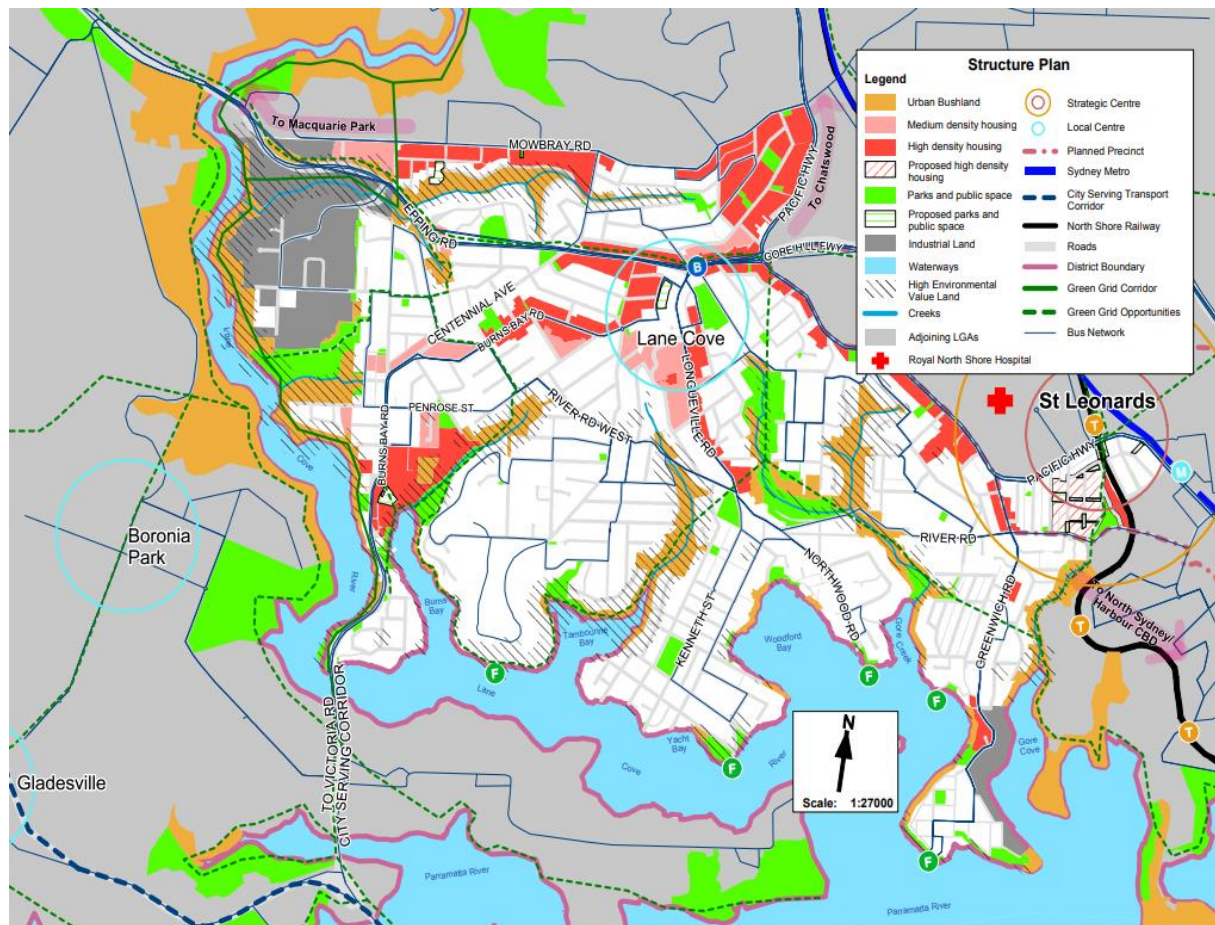 Structure Plan
Legend
Urban Bushland
Medium density housing
High density housing
Proposed high density
housing
Parks and public space
Proposed parks and
public space
Industrial Land
Waterways
High Environmental
Value Land
Creeks
Adjoining LGAs
Royal North Shore Hospital
Strategic Centre
Local Centre
Planned Precinct
Sydney Metro
City Serving Transport
Corridor
North Shore Railway
Roads
District Boundary
Green Grid Corridor
Green Grid Opportunities
Bus Network
To Macquarie Park
MOWBRAY RD
PACIFIC HWY
To Chatswood
EPPING RD
GORE HILL FWY
B
CENTENNIAL AVE
BURNS BAY RD
Lane Cove
LONGUEVILLE RD
River
PENROSE ST
RIVER RD WEST
BURNS BAY RD
St Leonards
T
PACIFIC HWY
M
Cove
Boronia
Park
RIVER RD
River
Burns
Bay
Tambourine
Bay
KENNETH ST
Woodford
Bay
NORTHWOOD RD
Gore Creek
GREENWICH RD
To North Sydney/
Harbour CBD
T
F
F
F
Lane
TO VICTORIA RD
CITY SERVING CORRIDOR
Yacht
Bay
Cove
River
F
Gore
Cove
T
N
Scale: 1:27000
Gladesville
F
Parramatta River
Parramatta River